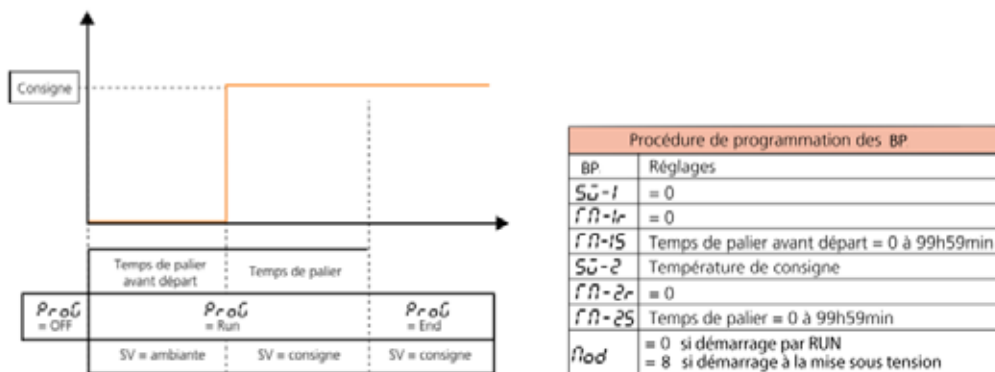 Consigne
Temps de palier
avant départ
Temps de palier
ProG
= OFF
ProG
= Run
ProG
= End
SV = ambiante
SV = consigne
SV = consigne
Procédure de programmation des BP
BP. Réglages
SV-1 = 0
TM-1r = 0
TM-1S Temps de palier avant départ = 0 à 99h59min
SV-2 Température de consigne
TM-2r = 0
TM-2S Temps de palier = 0 à 99h59min
Mod = 0 si démarrage par RUN
= 8 si démarrage à la mise sous tension